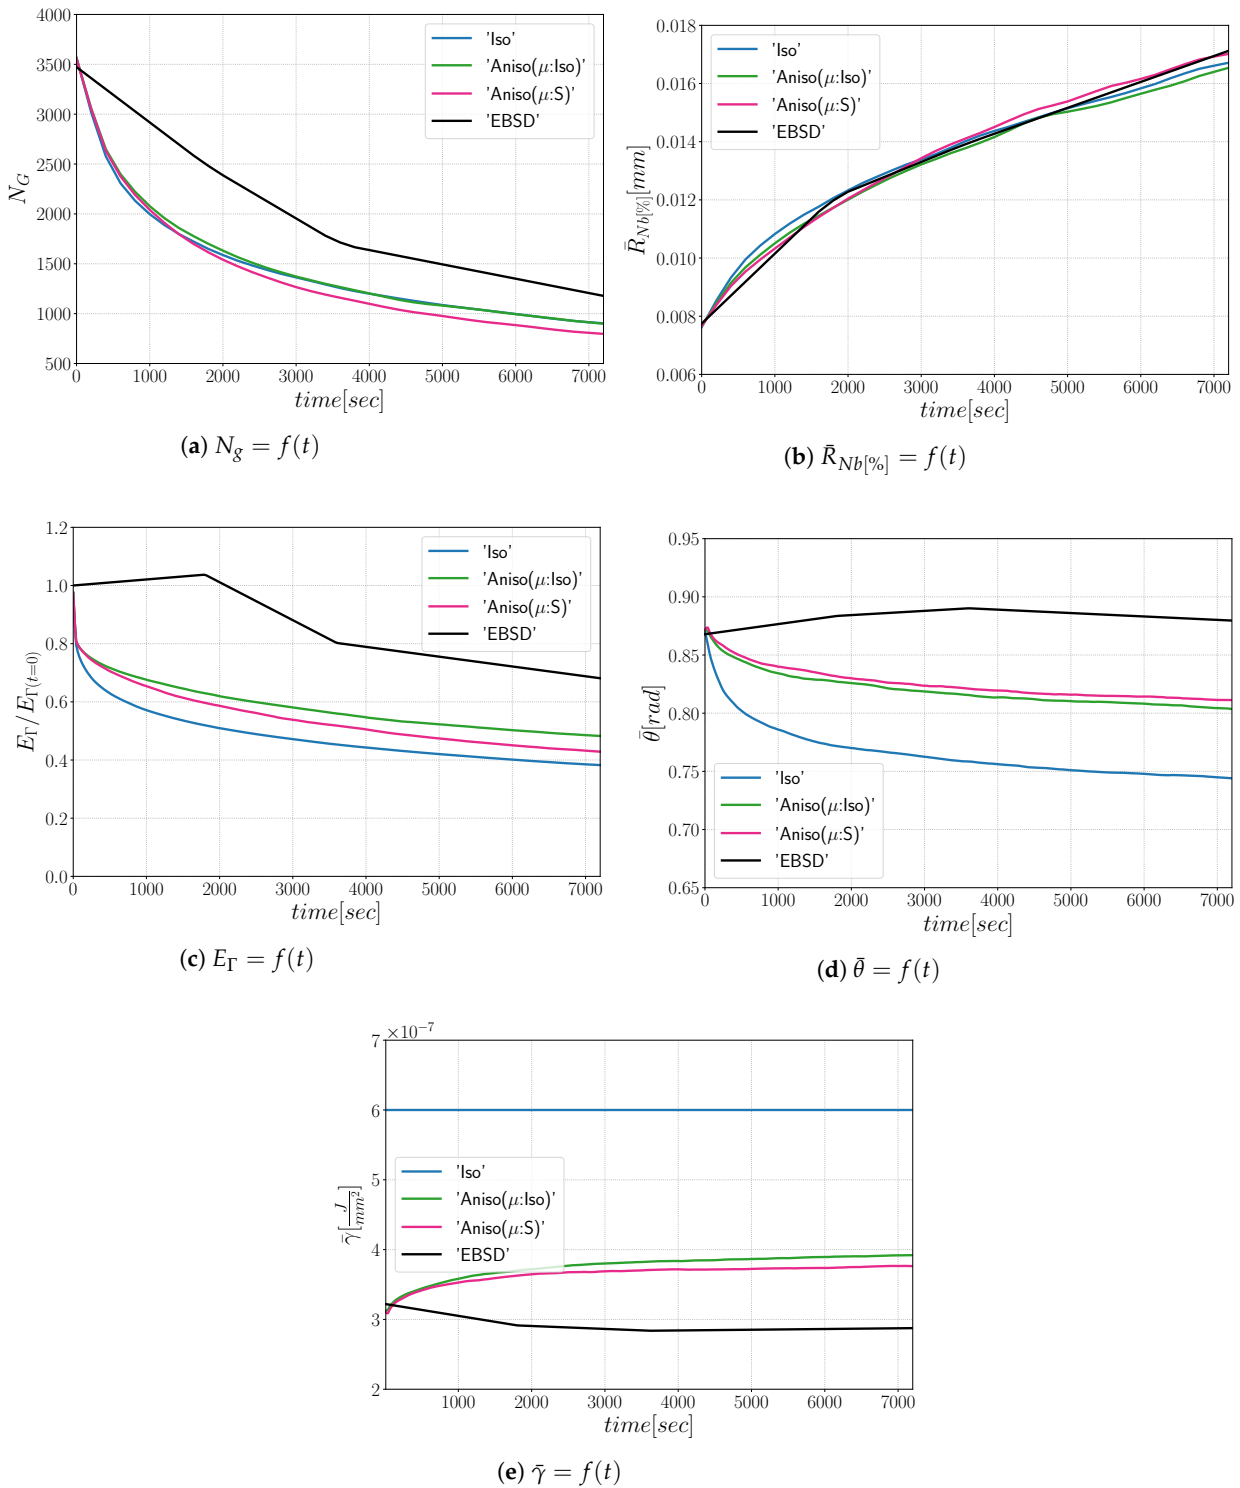 4000
3500
3000
2500
2000
1500
1000
500
N_G
0 1000 2000 3000 4000 5000 6000 7000
time[sec]
'Iso'
'Aniso(μ:Iso)'
'Aniso(μ:S)'
'EBSD'
(a) N_g = f(t)
0.018
0.016
0.014
0.012
0.010
0.008
0.006
R̄_{Nb[%]}[mm]
0 1000 2000 3000 4000 5000 6000 7000
time[sec]
'Iso'
'Aniso(μ:Iso)'
'Aniso(μ:S)'
'EBSD'
(b) R̄_{Nb[%]} = f(t)
1.2
1.0
0.8
0.6
0.4
0.2
0.0
E_Γ/E_{Γ(t=0)}
0 1000 2000 3000 4000 5000 6000 7000
time[sec]
'Iso'
'Aniso(μ:Iso)'
'Aniso(μ:S)'
'EBSD'
(c) E_Γ = f(t)
0.95
0.90
0.85
0.80
0.75
0.70
0.65
θ̄[rad]
0 1000 2000 3000 4000 5000 6000 7000
time[sec]
'Iso'
'Aniso(μ:Iso)'
'Aniso(μ:S)'
'EBSD'
(d) θ̄ = f(t)
×10⁻⁷
7
6
5
4
3
2
γ̄[J/mm²]
1000 2000 3000 4000 5000 6000 7000
time[sec]
'Iso'
'Aniso(μ:Iso)'
'Aniso(μ:S)'
'EBSD'
(e) γ̄ = f(t)